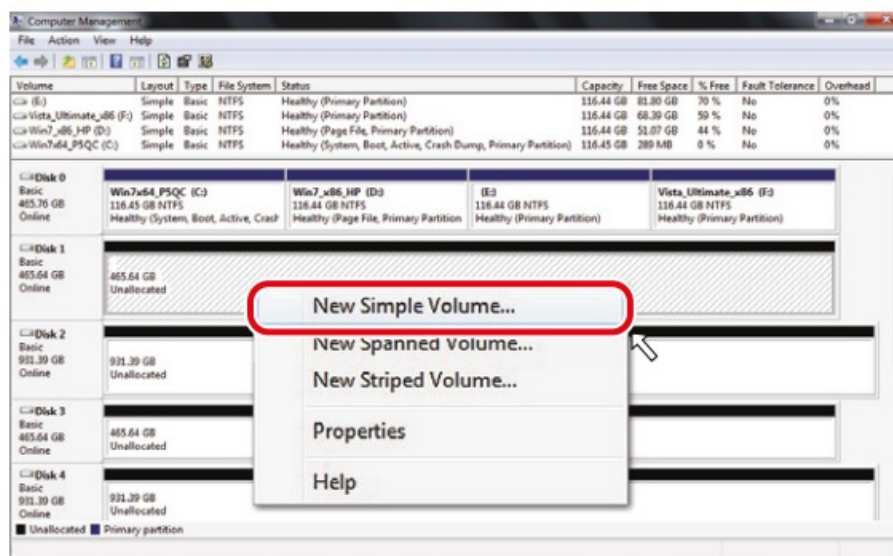 Computer Management
File Action View Help
Volume Layout Type File System Status Capacity Free Space % Free Fault Tolerance Overhead
(E:) Simple Basic NTFS Healthy (Primary Partition) 116.44 GB 81.80 GB 70 % No 0%
Vista_Ultimate_x86 (F:) Simple Basic NTFS Healthy (Primary Partition) 116.44 GB 68.39 GB 59 % No 0%
Win7_x86_HP (D:) Simple Basic NTFS Healthy (Page File, Primary Partition) 116.44 GB 51.07 GB 44 % No 0%
Win7x64_P5QC (C:) Simple Basic NTFS Healthy (System, Boot, Active, Crash Dump, Primary Partition) 116.45 GB 289 MB 0 % No 0%
Disk 0
Basic
465.76 GB
Online
Win7x64_P5QC (C:)
116.45 GB NTFS
Healthy (System, Boot, Active, Crash
Win7_x86_HP (D:)
116.44 GB NTFS
Healthy (Page File, Primary Partition
(E:)
116.44 GB NTFS
Healthy (Primary Partition)
Vista_Ultimate_x86 (F:)
116.44 GB NTFS
Healthy (Primary Partition)
Disk 1
Basic
465.64 GB
Online
465.64 GB
Unallocated
New Simple Volume...
New Spanned Volume...
New Striped Volume...
Properties
Help
Disk 2
Basic
931.39 GB
Online
931.39 GB
Unallocated
Disk 3
Basic
465.64 GB
Online
465.64 GB
Unallocated
Disk 4
Basic
931.39 GB
Online
931.39 GB
Unallocated
Unallocated Primary partition